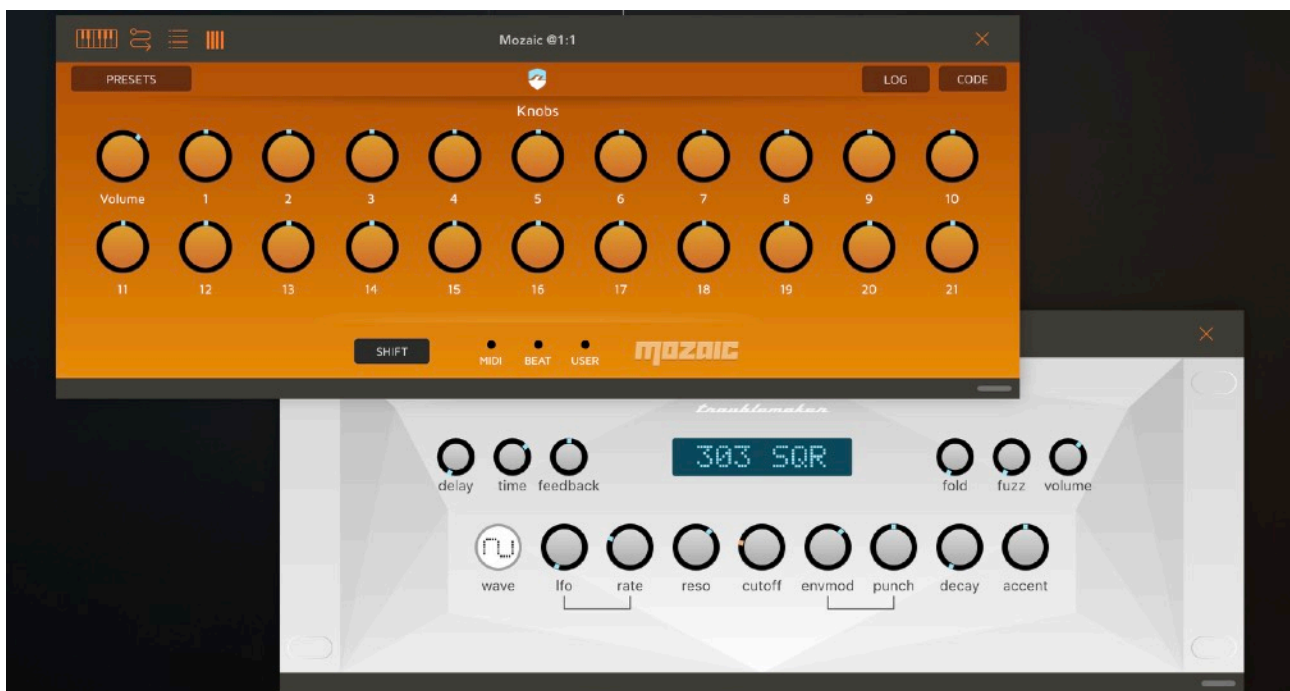 Mozaic @1:1
PRESETS
LOG
CODE
Knobs
Volume 1 2 3 4 5 6 7 8 9 10
11 12 13 14 15 16 17 18 19 20 21
SHIFT
MIDI BEAT USER
mozaic
troublemaker
303 SQR
delay time feedback
fold fuzz volume
wave lfo rate reso cutoff envmod punch decay accent